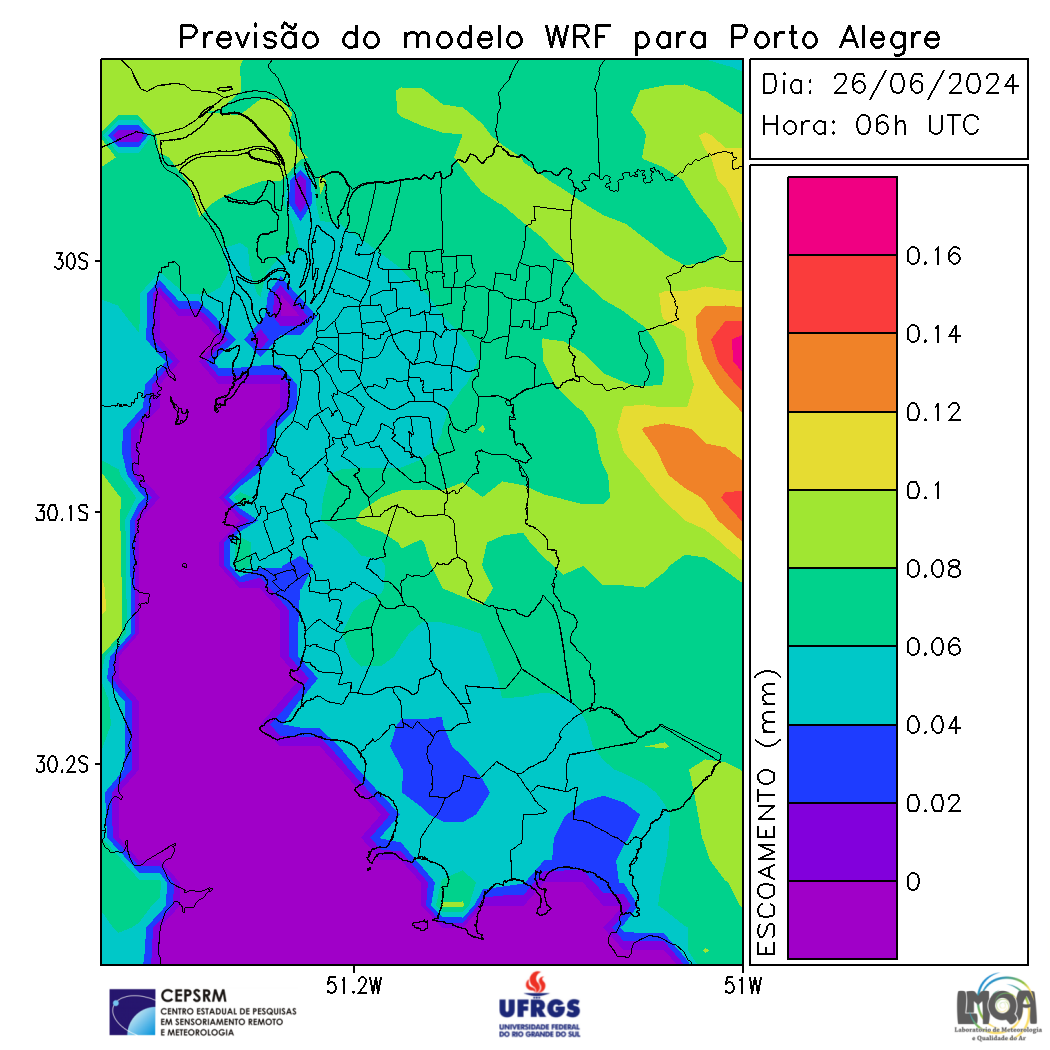 Previsão do modelo WRF para Porto Alegre
Dia: 26/06/2024
Hora: 06h UTC
30S
30.1S
30.2S
51.2W
51W
ESCOAMENTO (mm)
0.16
0.14
0.12
0.1
0.08
0.06
0.04
0.02
0
CEPSRM
CENTRO ESTADUAL DE PESQUISAS
EM SENSORIAMENTO REMOTO
E METEOROLOGIA
UFRGS
UNIVERSIDADE FEDERAL
DO RIO GRANDE DO SUL
LMQA
Laboratório de Meteorologia
e Qualidade do Ar